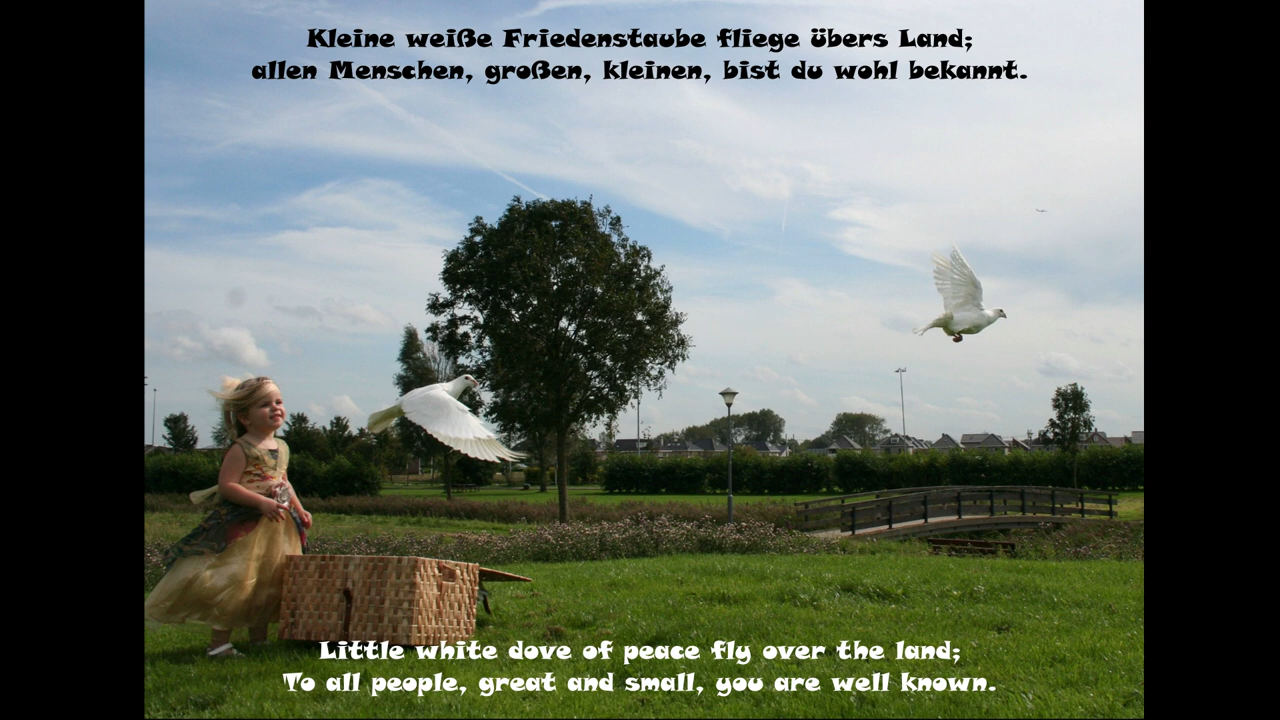 Kleine weiße Friedenstaube fliege übers Land;
allen Menschen, großen, kleinen, bist du wohl bekannt.
Little white dove of peace fly over the land;
To all people, great and small, you are well known.